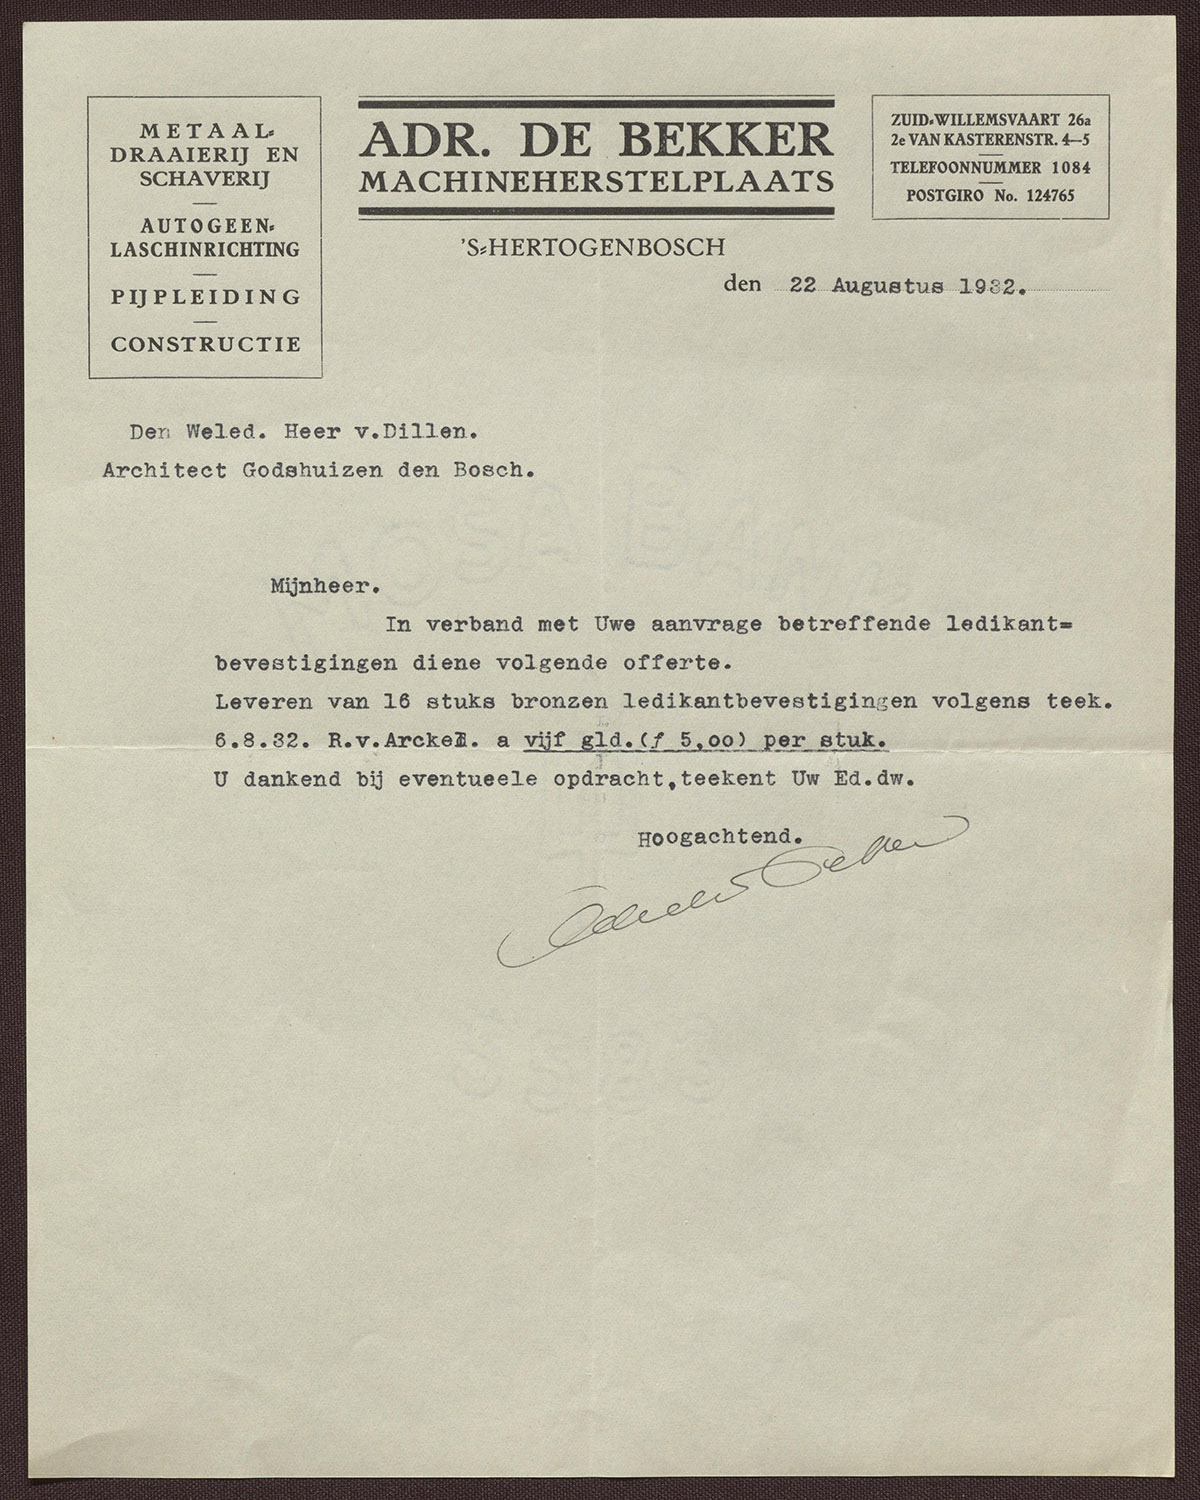 METAAL-
DRAAIERIJ EN
SCHAVERIJ
AUTOGEEN-
LASCHINRICHTING
PIJPLEIDING
CONSTRUCTIE
ADR. DE BEKKER
MACHINEHERSTELPLAATS
'S-HERTOGENBOSCH
ZUID-WILLEMSVAART 26a
2e VAN KASTERENSTR. 4—5
TELEFOONNUMMER 1084
POSTGIRO No. 124765
den 22 Augustus 1932.
Den Weled. Heer v.Dillen.
Architect Godshuizen den Bosch.
Mijnheer.
In verband met Uwe aanvrage betreffende ledikant=
bevestigingen diene volgende offerte.
Leveren van 16 stuks bronzen ledikantbevestigingen volgens teek.
6.8.32. R.v.Arckel. a vijf gld.(f 5,oo) per stuk.
U dankend bij eventueele opdracht,teekent Uw Ed.dw.
Hoogachtend.